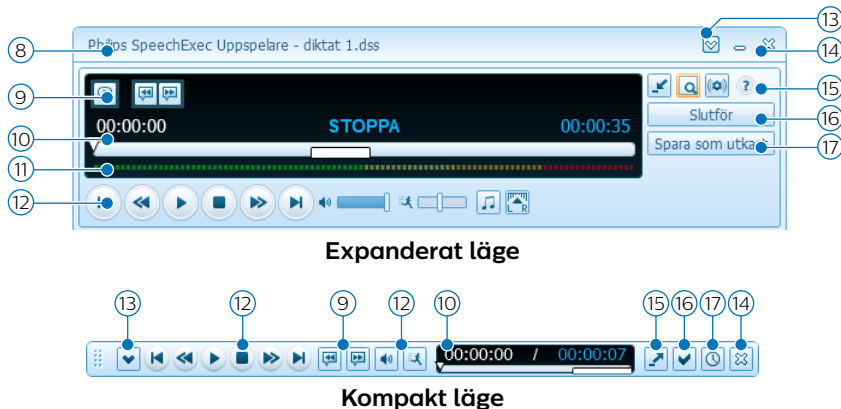 13
8 Philips SpeechExec Uppspelare - diktat 1.dss 14
9 ? 15
Slutför 16
10 00:00:00 STOPPA 00:00:35
Spara som utkast 17
11
12 L R
Expanderat läge
13 12 9 12 10 15 16 17 14
00:00:00 / 00:00:07
Kompakt läge